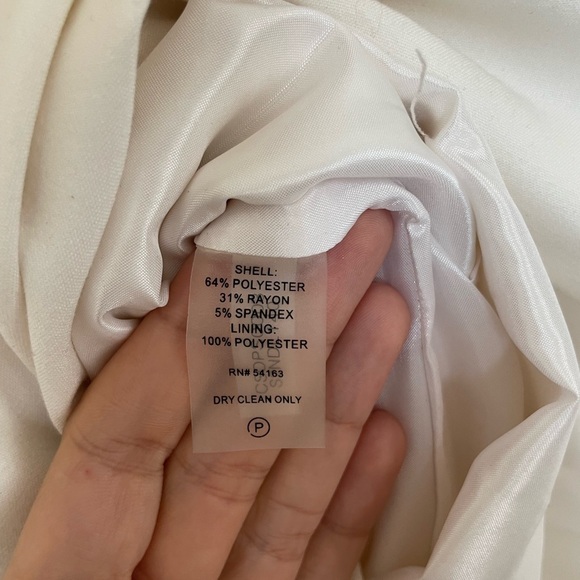 SHELL:
64% POLYESTER
31% RAYON
5% SPANDEX
LINING:
100% POLYESTER
RN# 54163
DRY CLEAN ONLY
P